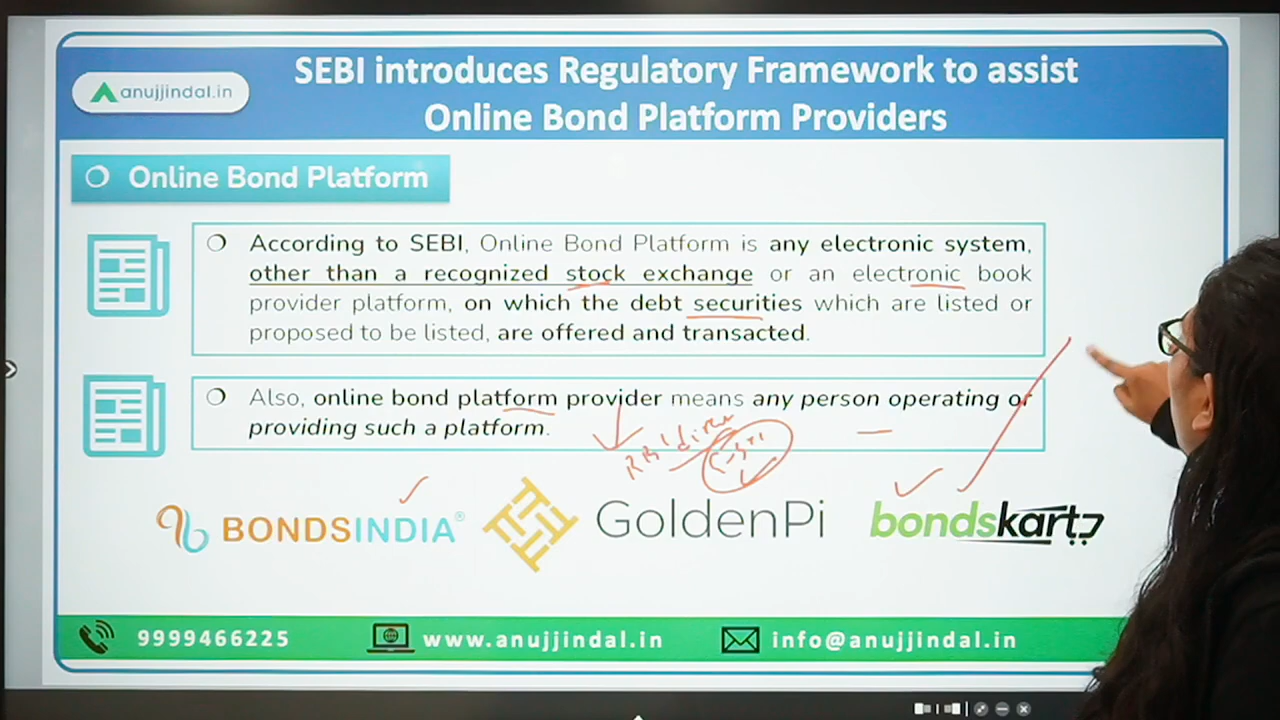 anujjindal.in
SEBI introduces Regulatory Framework to assist
Online Bond Platform Providers
Online Bond Platform
According to SEBI, Online Bond Platform is any electronic system,
other than a recognized stock exchange or an electronic book
provider platform, on which the debt securities which are listed or
proposed to be listed, are offered and transacted.
Also, online bond platform provider means any person operating or
providing such a platform.
BONDSINDIA®
GoldenPi
bondskart
9999466225
www.anujjindal.in
info@anujjindal.in